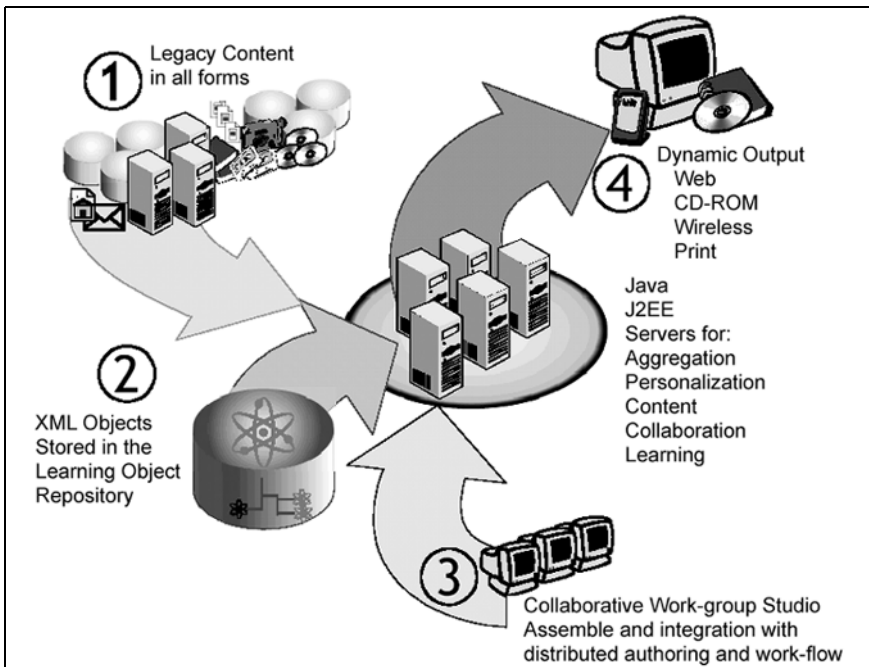 1
Legacy Content
in all forms
2
XML Objects
Stored in the
Learning Object
Repository
3
Collaborative Work-group Studio
Assemble and integration with
distributed authoring and work-flow
4
Dynamic Output
Web
CD-ROM
Wireless
Print
Java
J2EE
Servers for:
Aggregation
Personalization
Content
Collaboration
Learning